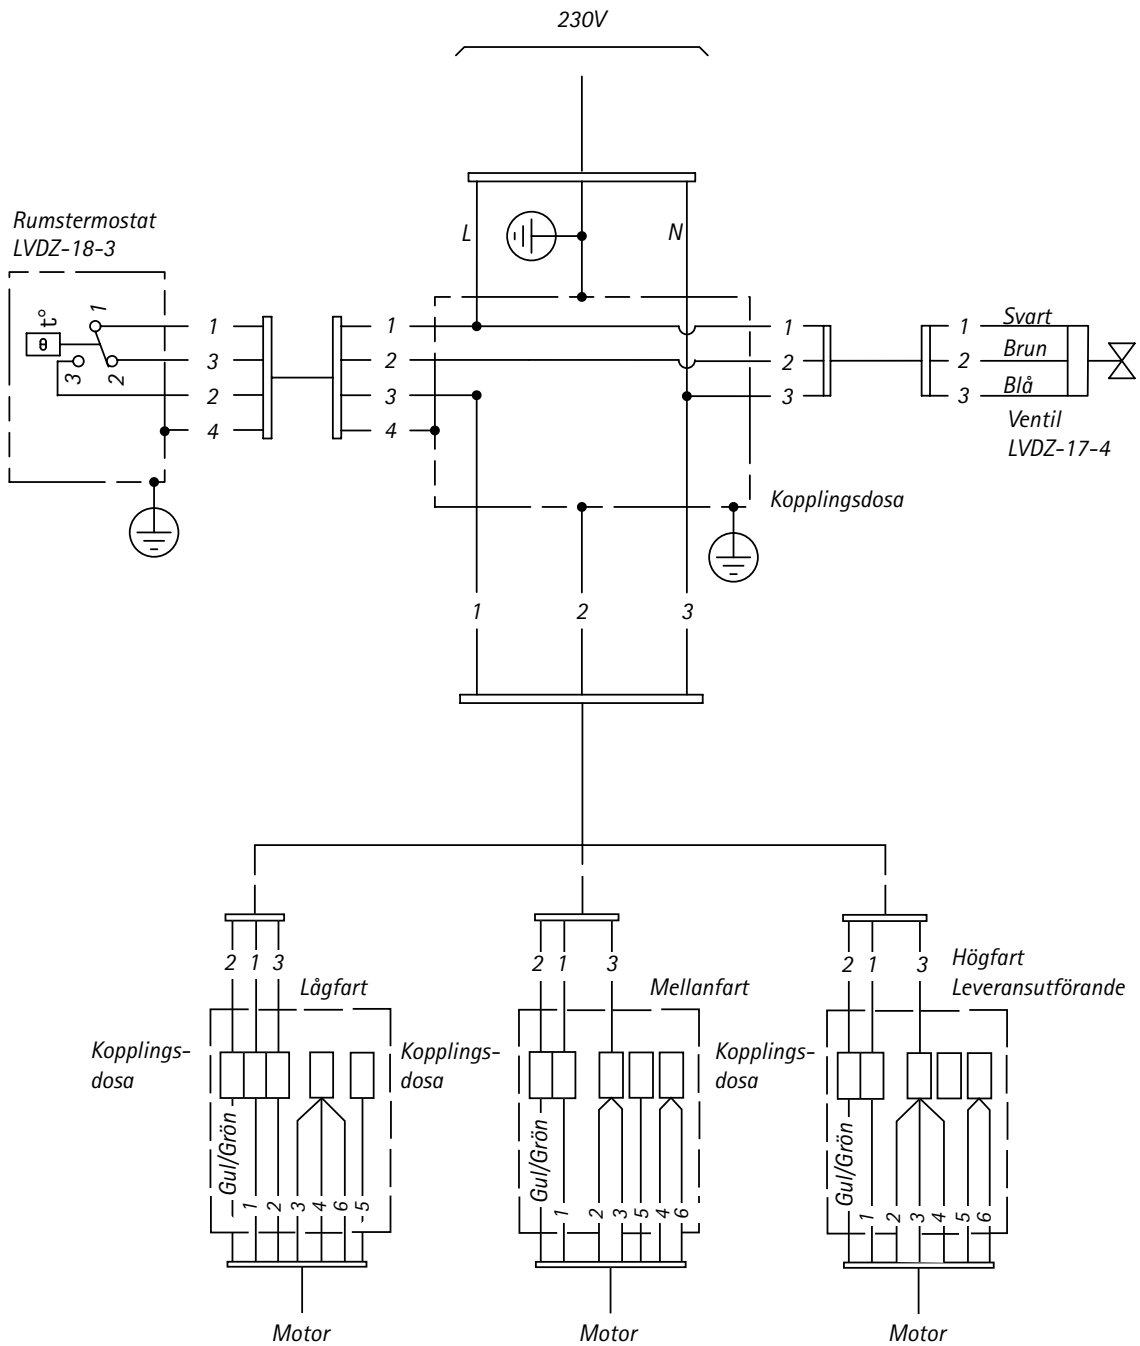 230V
Rumstermostat
LVDZ-18-3
L
N
t°
θ
1
3
2
1
3
2
4
1
2
3
4
1
2
3
1 Svart
2 Brun
3 Blå
Ventil
LVDZ-17-4
Kopplingsdosa
1 2 3
2 1 3
Lågfart
2 1 3
Mellanfart
2 1 3
Högfart
Leveransutförande
Kopplings-
dosa
Kopplings-
dosa
Kopplings-
dosa
Gul/Grön 1 2 3 4 6 5
Gul/Grön 1 2 3 5 4 6
Gul/Grön 1 2 3 4 5 6
Motor
Motor
Motor